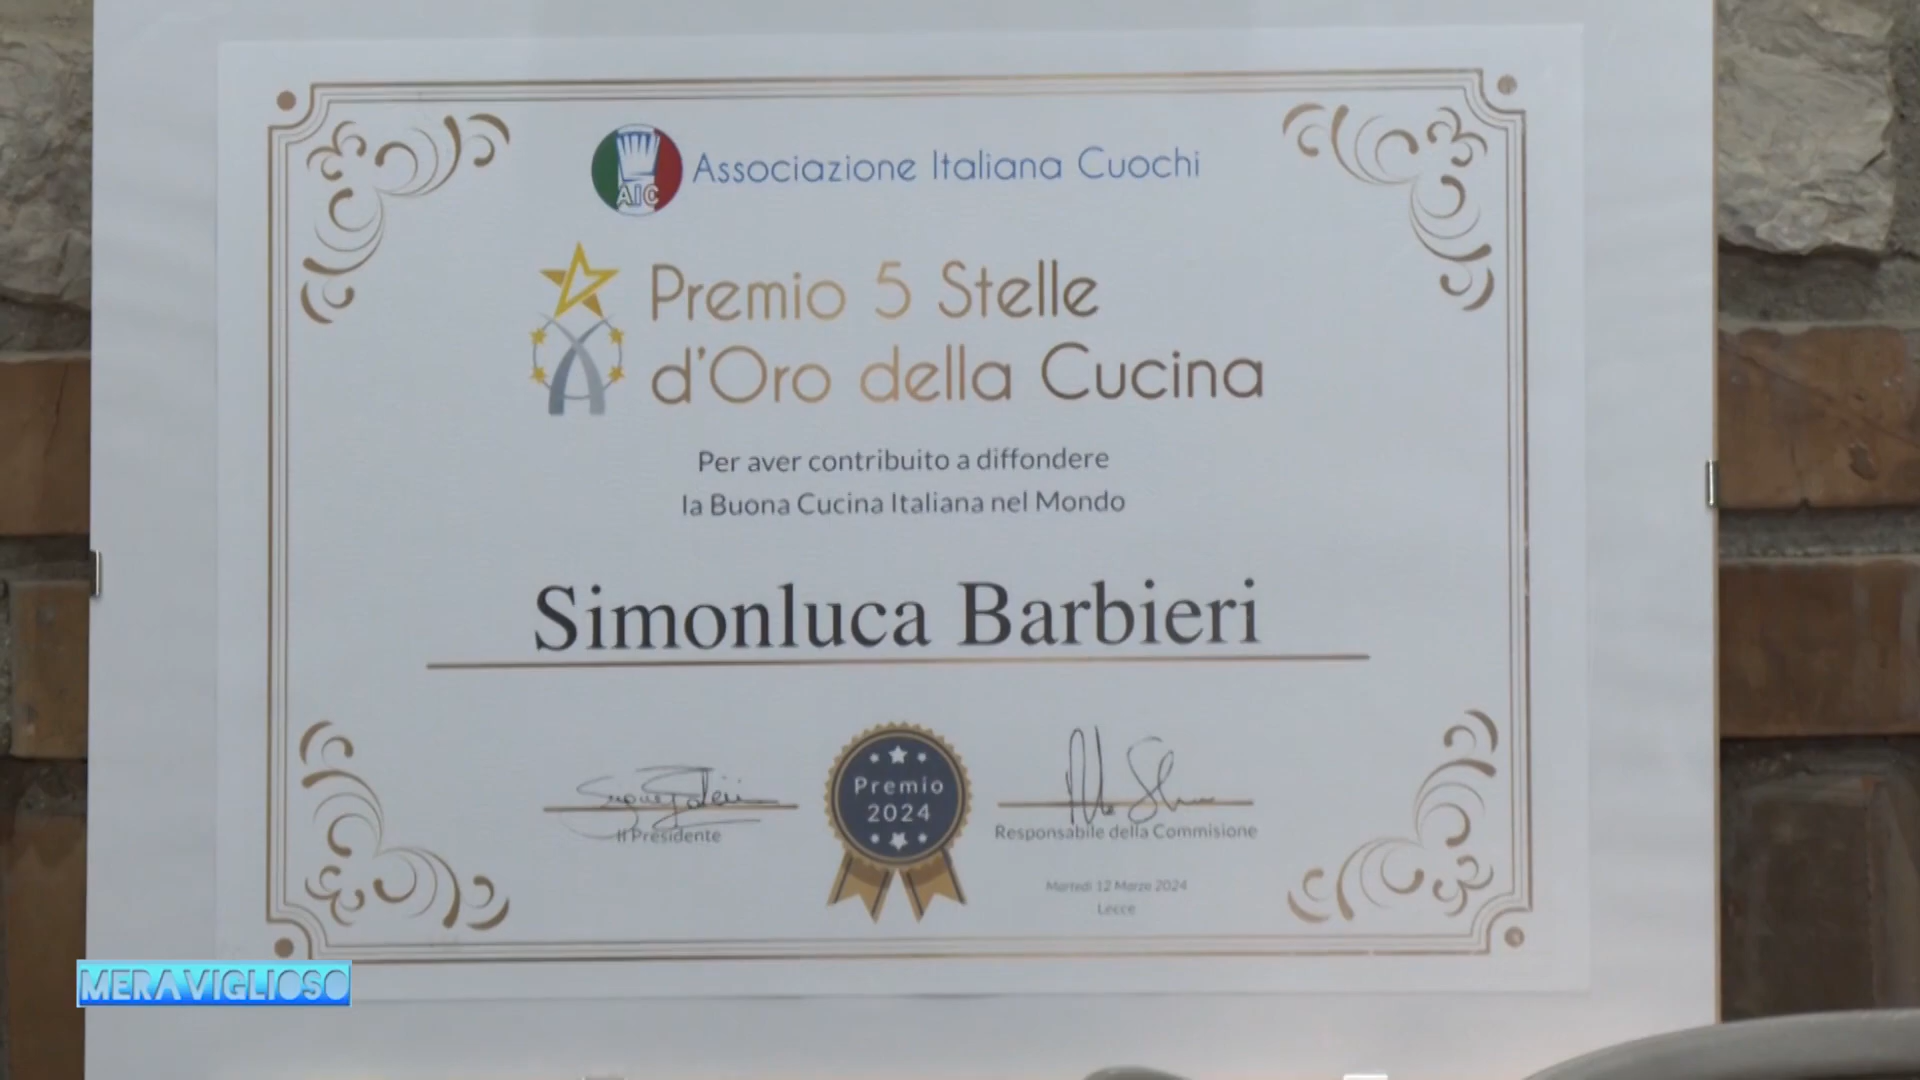 AIC
Associazione Italiana Cuochi
Premio 5 Stelle
d'Oro della Cucina
Per aver contribuito a diffondere
la Buona Cucina Italiana nel Mondo
Simonluca Barbieri
Premio
2024
Il Presidente
Responsabile della Commisione
Martedì 12 Marzo 2024
Lecce
MERAVIGLIOSO